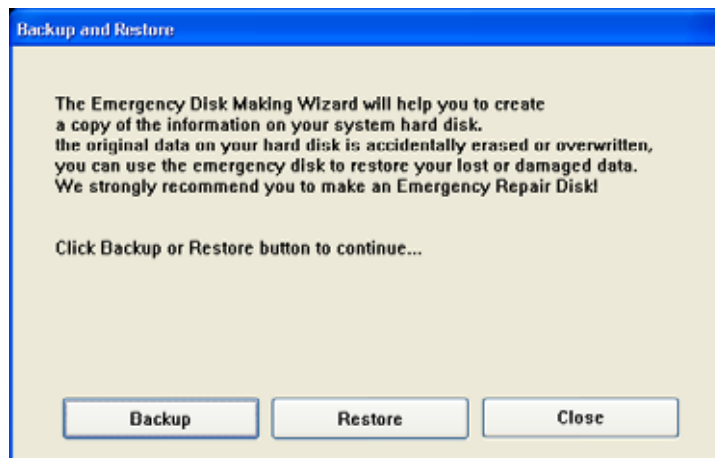 Backup and Restore
The Emergency Disk Making Wizard will help you to create
a copy of the information on your system hard disk.
the original data on your hard disk is accidentally erased or overwritten,
you can use the emergency disk to restore your lost or damaged data.
We strongly recommend you to make an Emergency Repair Disk!
Click Backup or Restore button to continue...
Backup Restore Close